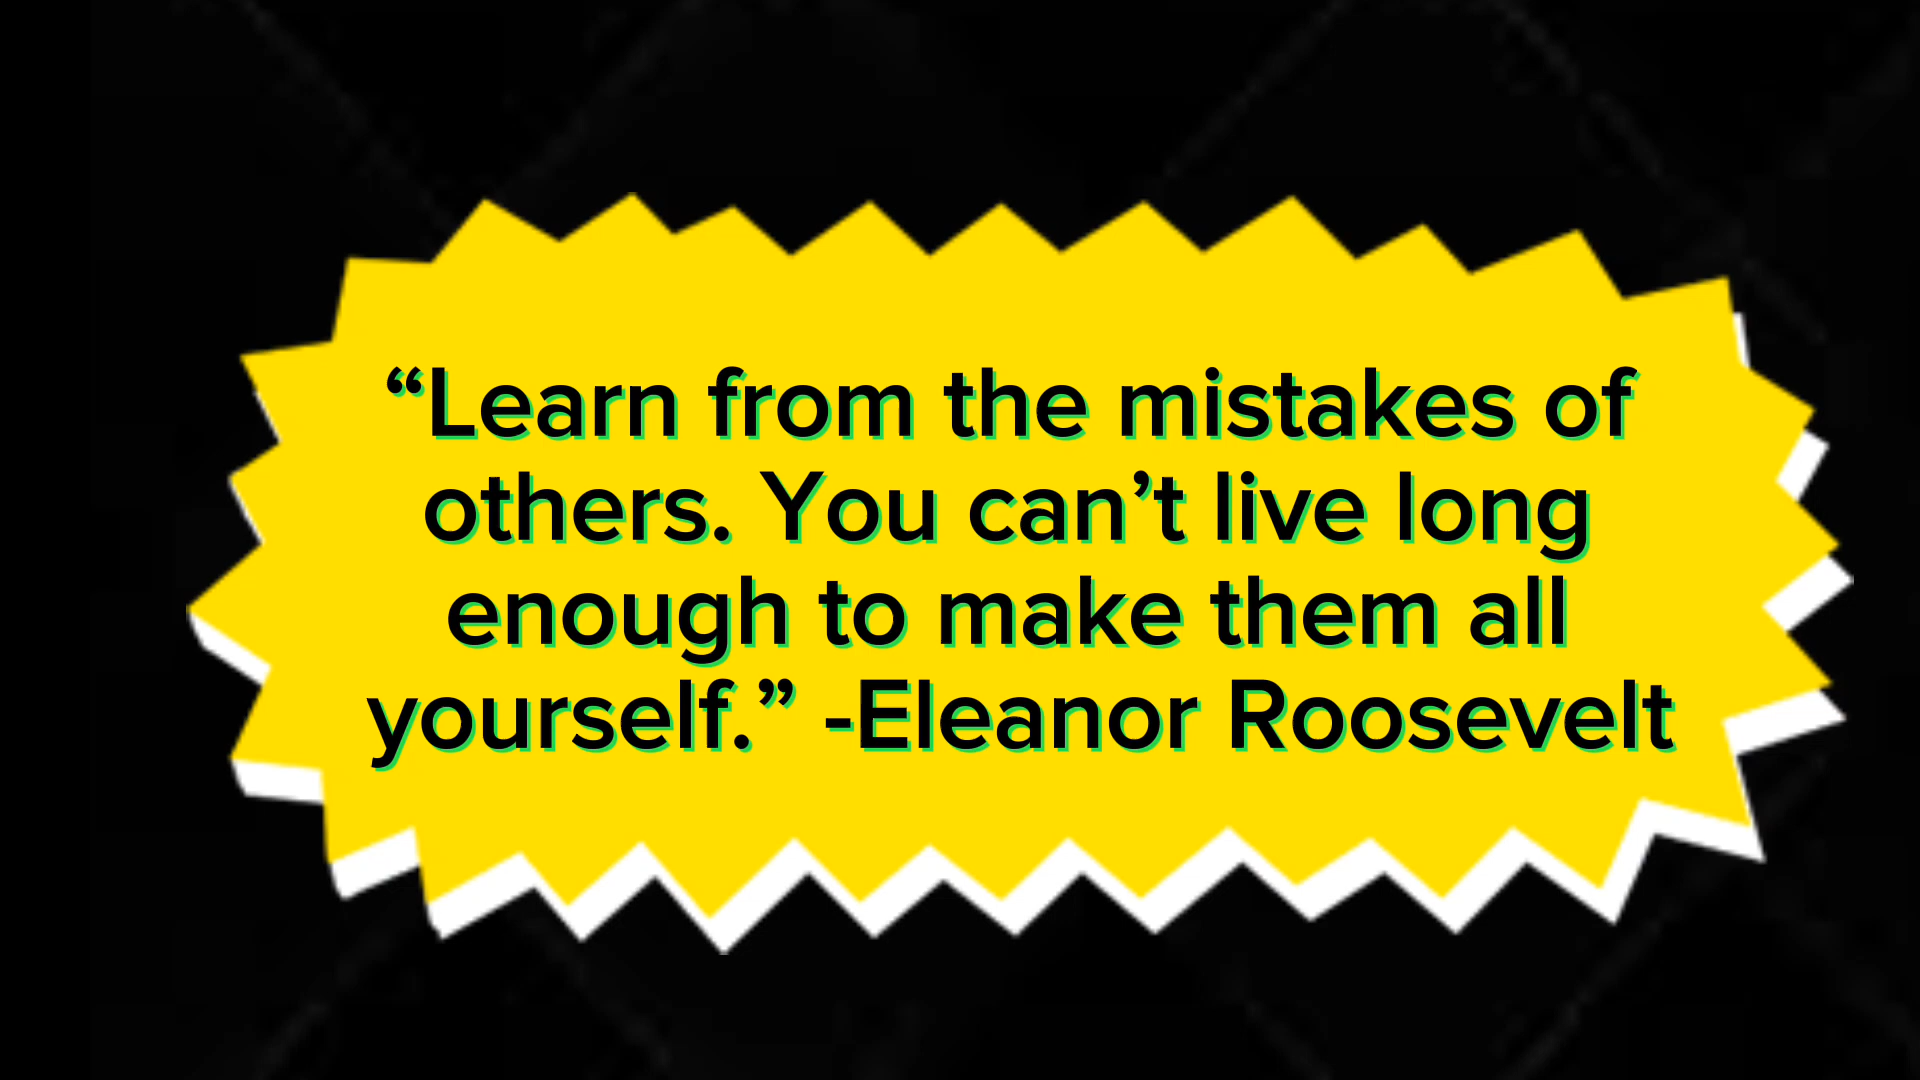 “Learn from the mistakes of
others. You can’t live long
enough to make them all
yourself.” -Eleanor Roosevelt